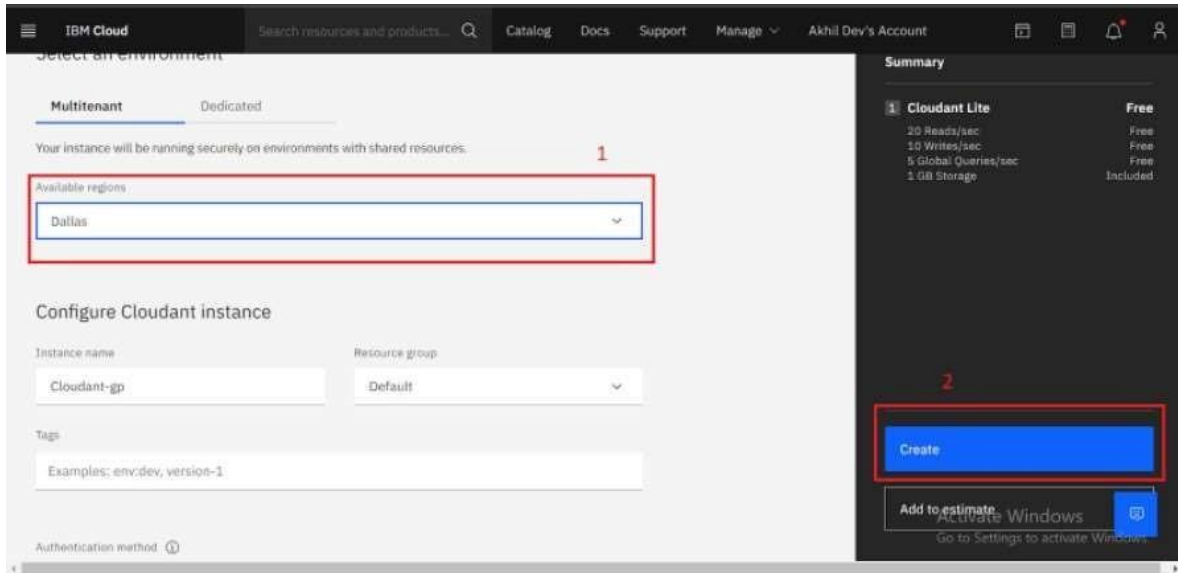 IBM Cloud
Search resources and products...
Catalog
Docs
Support
Manage
Akhil Dev's Account
Select an environment
Multitenant
Dedicated
Your instance will be running securely on environments with shared resources.
1
Available regions
Dallas
Configure Cloudant instance
Instance name
Resource group
Cloudant-gp
Default
Tags
Examples: env:dev, version-1
Authentication method
Summary
1 Cloudant Lite Free
20 Reads/sec Free
10 Writes/sec Free
5 Global Queries/sec Free
1 GB Storage Included
2
Create
Add to estimate
Activate Windows
Go to Settings to activate Windows.